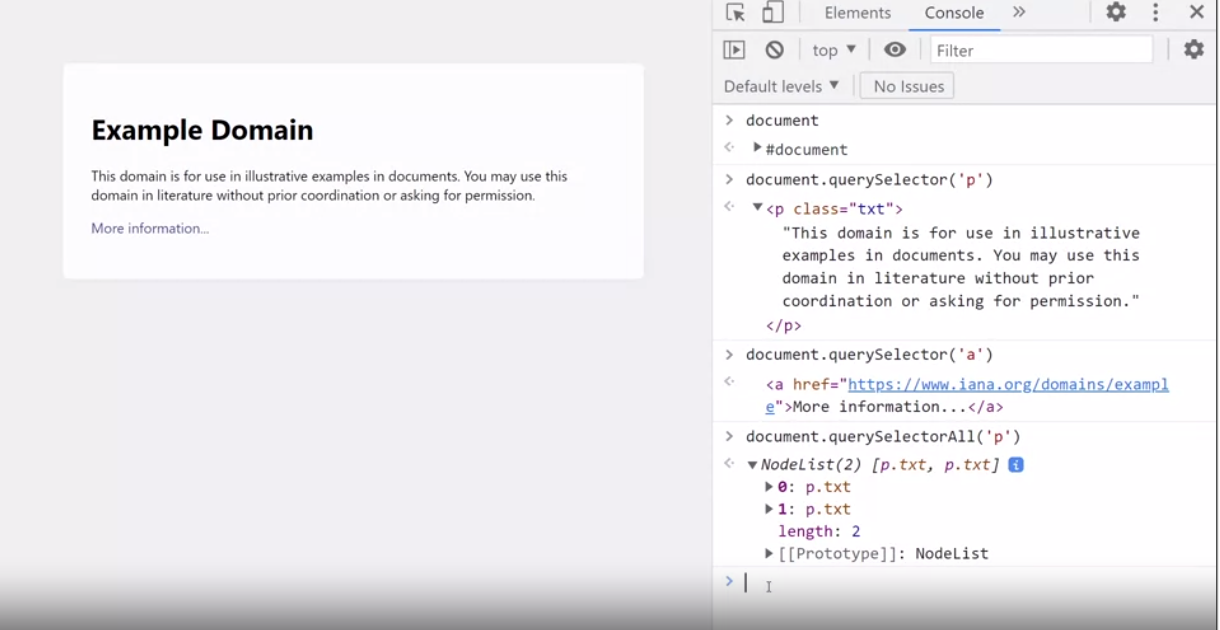 Example Domain
This domain is for use in illustrative examples in documents. You may use this
domain in literature without prior coordination or asking for permission.
More information...
Elements Console »
top ▼ Filter
Default levels ▼ No Issues
> document
▶#document
> document.querySelector('p')
▼<p class="txt">
"This domain is for use in illustrative
examples in documents. You may use this
domain in literature without prior
coordination or asking for permission."
</p>
> document.querySelector('a')
<a href="https://www.iana.org/domains/exampl
e">More information...</a>
> document.querySelectorAll('p')
▼NodeList(2) [p.txt, p.txt] i
▶0: p.txt
▶1: p.txt
length: 2
▶[[Prototype]]: NodeList
>